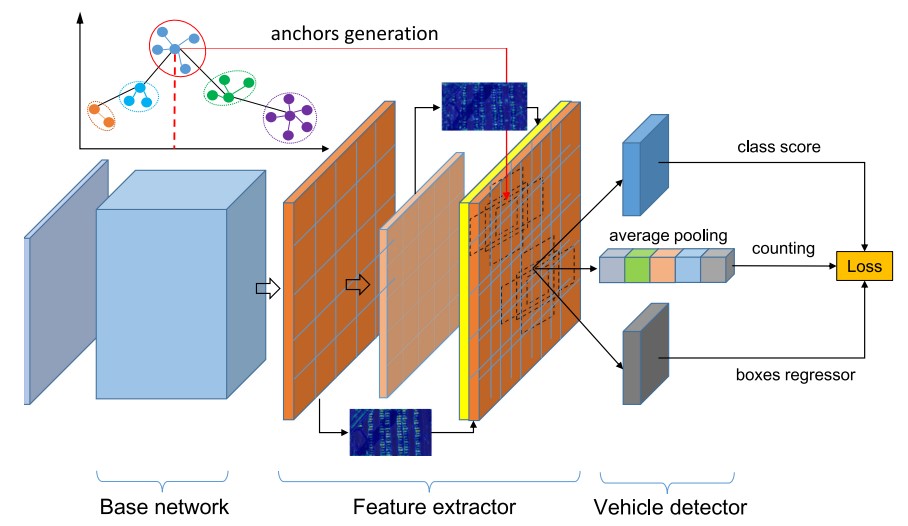 anchors generation
class score
average pooling
counting
Loss
boxes regressor
Base network
Feature extractor
Vehicle detector